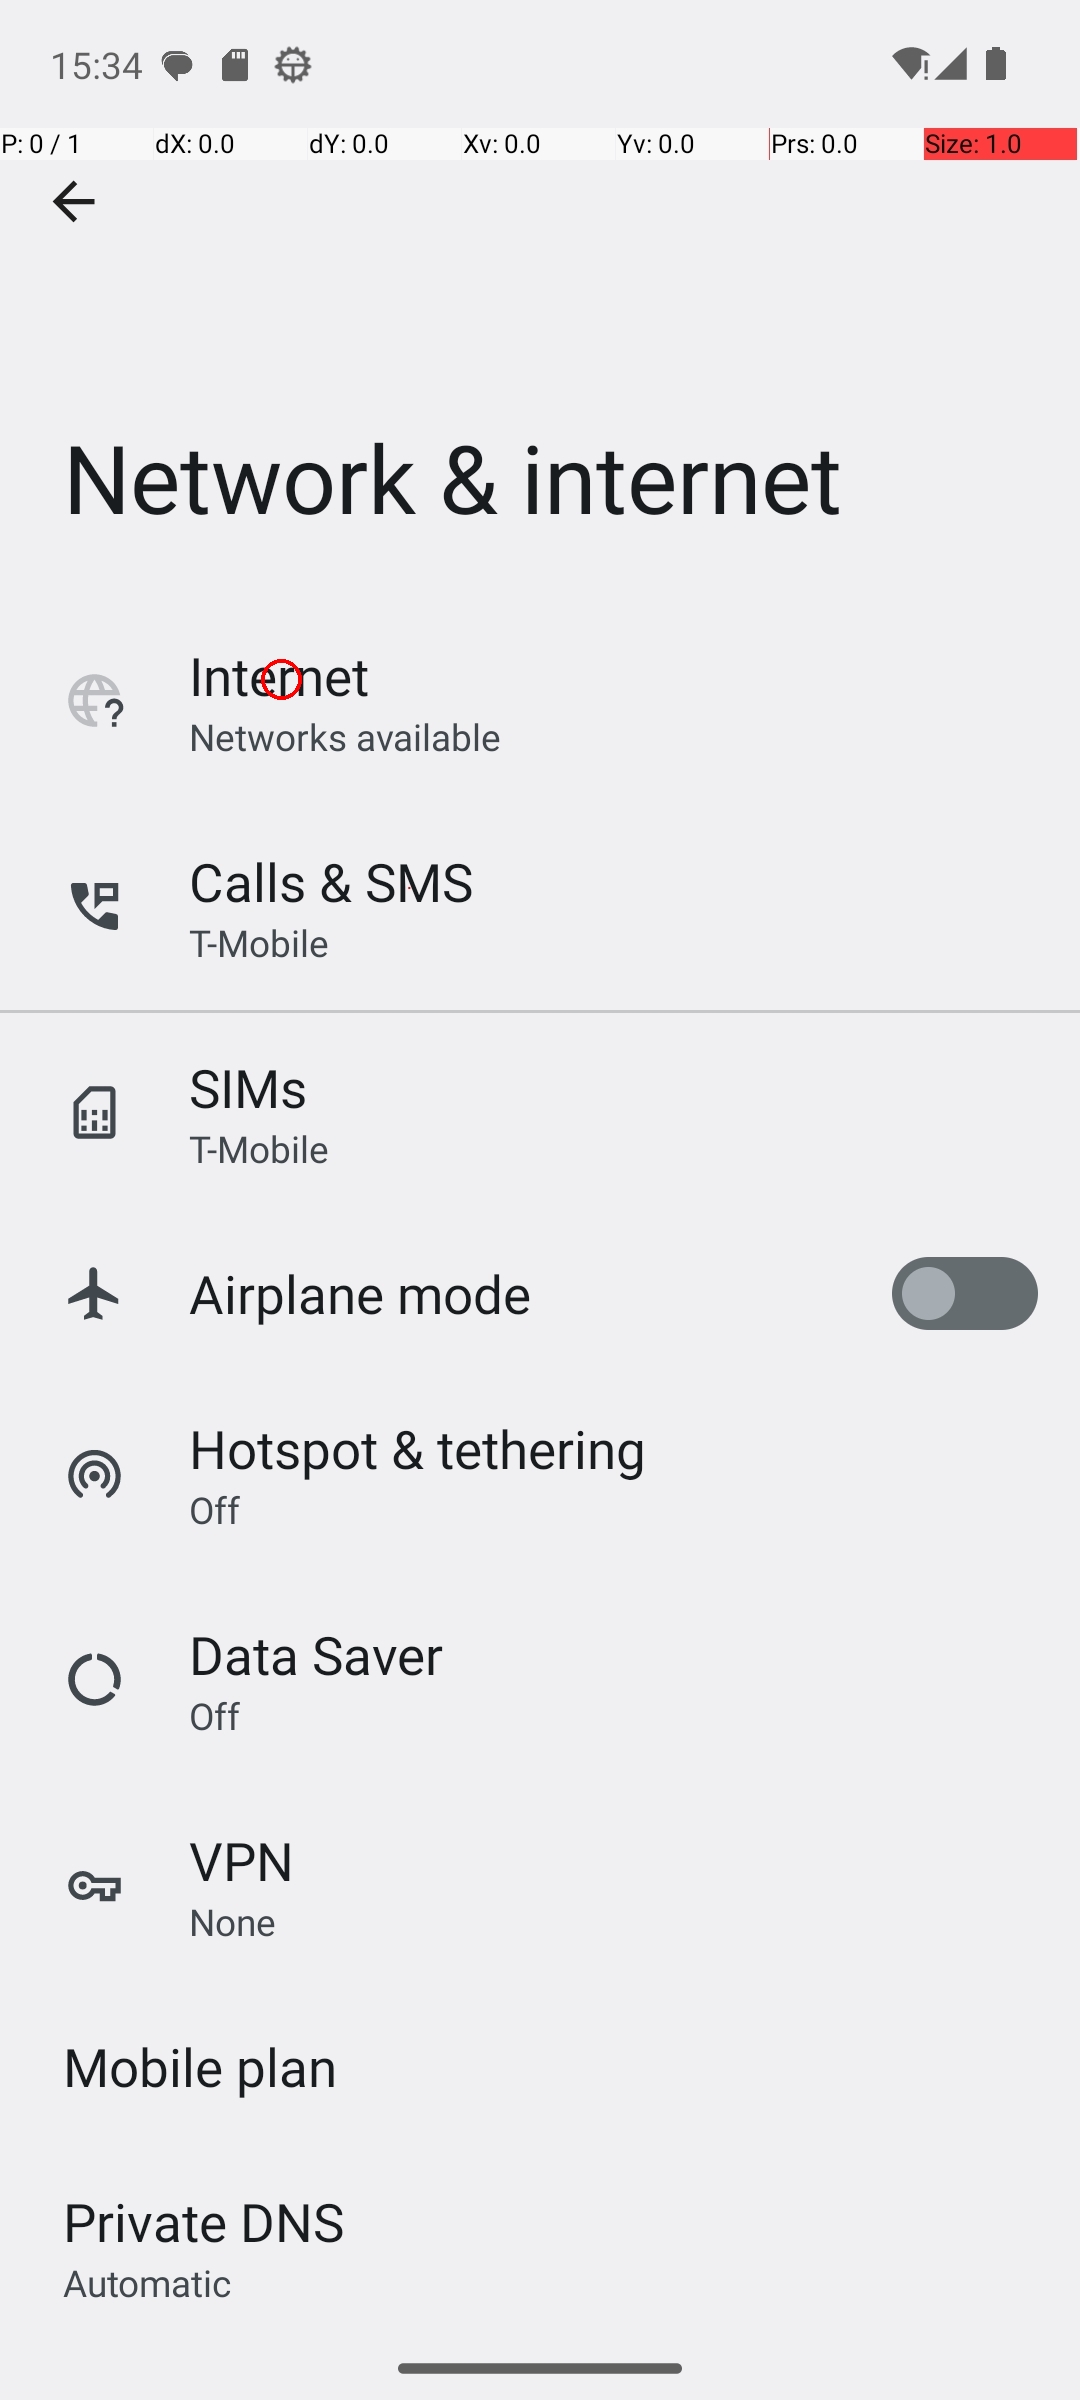 15:34
P: 0 / 1 dX: 0.0 dY: 0.0 Xv: 0.0 Yv: 0.0 Prs: 0.0 Size: 1.0
Network & internet
Internet
Networks available
Calls & SMS
T-Mobile
SIMs
T-Mobile
Airplane mode
Hotspot & tethering
Off
Data Saver
Off
VPN
None
Mobile plan
Private DNS
Automatic